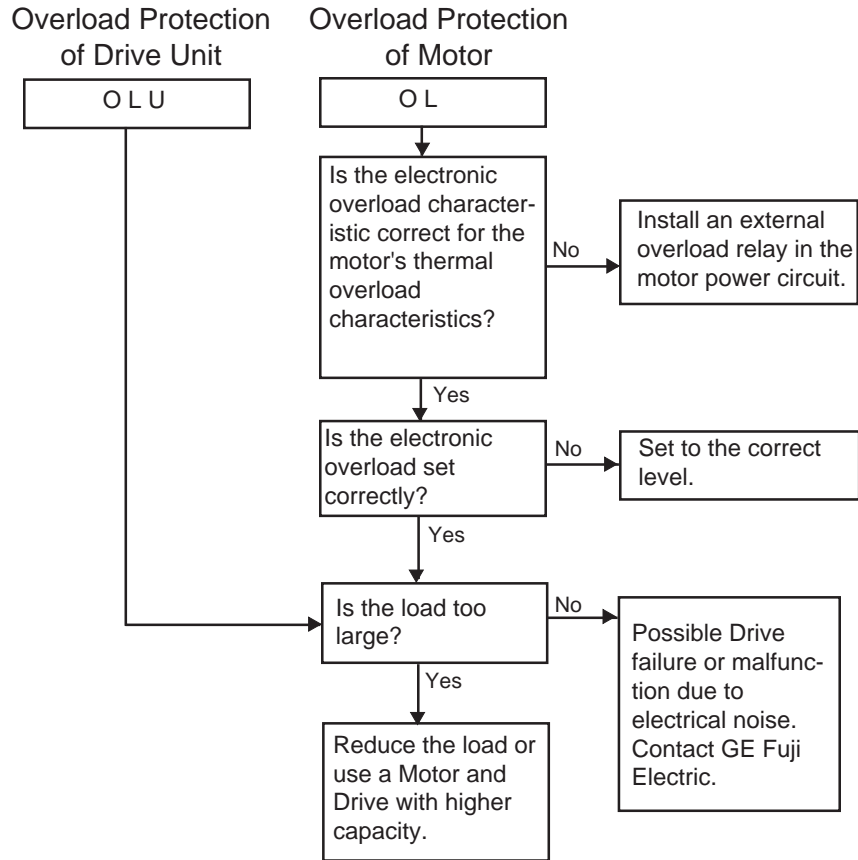 Overload Protection
of Drive Unit
Overload Protection
of Motor
O L U
O L
Is the electronic
overload character-
istic correct for the
motor's thermal
overload
characteristics?
No
Install an external
overload relay in the
motor power circuit.
Yes
Is the electronic
overload set
correctly?
No
Set to the correct
level.
Yes
Is the load too
large?
No
Possible Drive
failure or malfunc-
tion due to
electrical noise.
Contact GE Fuji
Electric.
Yes
Reduce the load or
use a Motor and
Drive with higher
capacity.